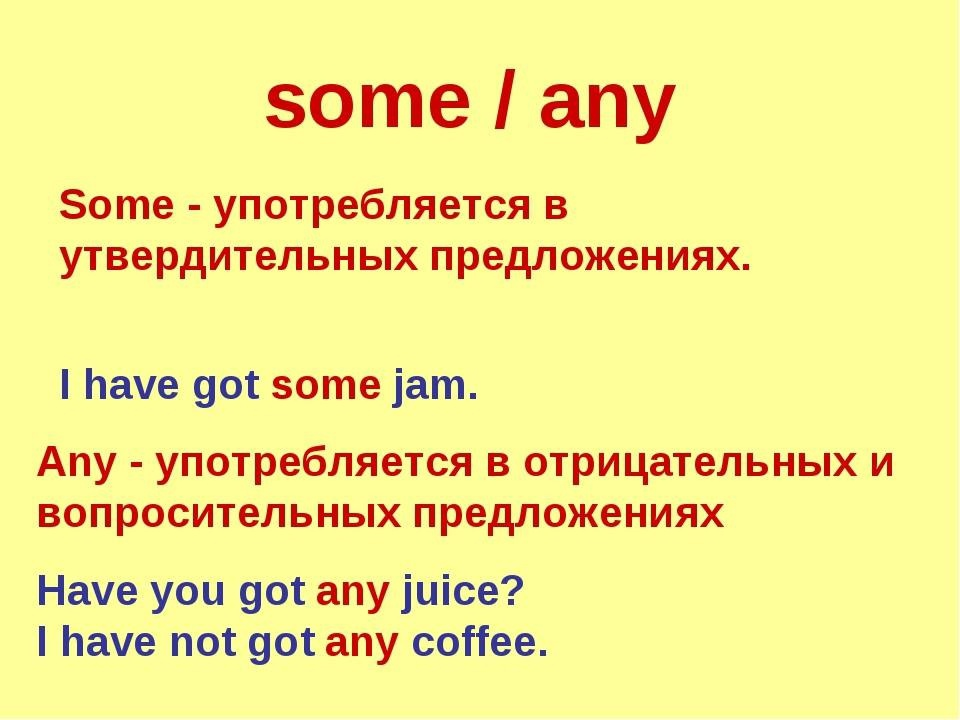 some / any
Some - употребляется в
утвердительных предложениях.
I have got some jam.
Any - употребляется в отрицательных и
вопросительных предложениях
Have you got any juice?
I have not got any coffee.